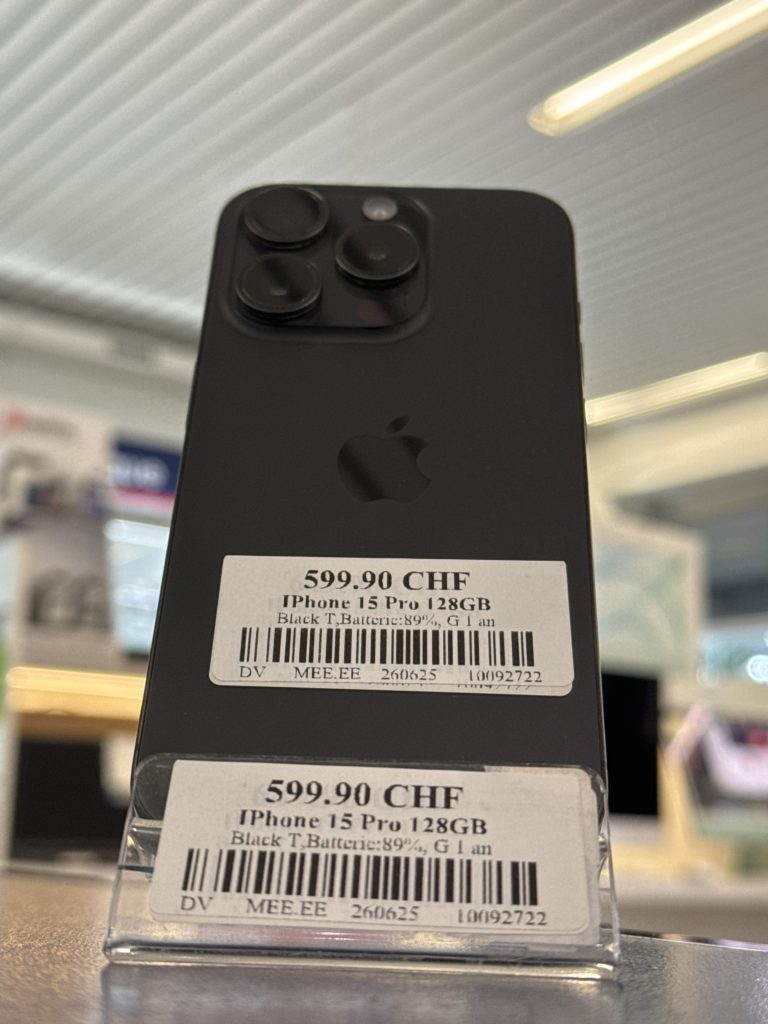 599.90 CHF
IPhone 15 Pro 128GB
Black T,Batterie:89%, G 1 an
DV MEE.EE 260625 10092722
599.90 CHF
IPhone 15 Pro 128GB
Black T,Batterie:89%, G 1 an
DV MEE.EE 260625 10092722